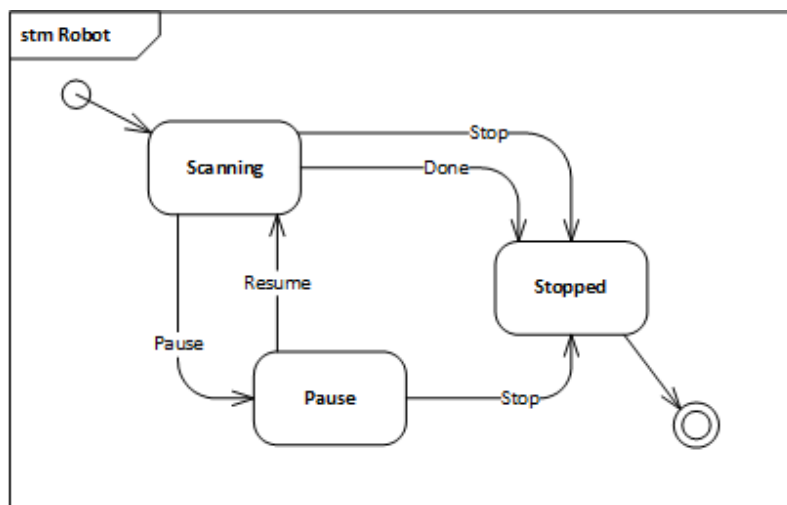 stm Robot
Stop
Scanning
Done
Resume
Stopped
Pause
Pause
Stop